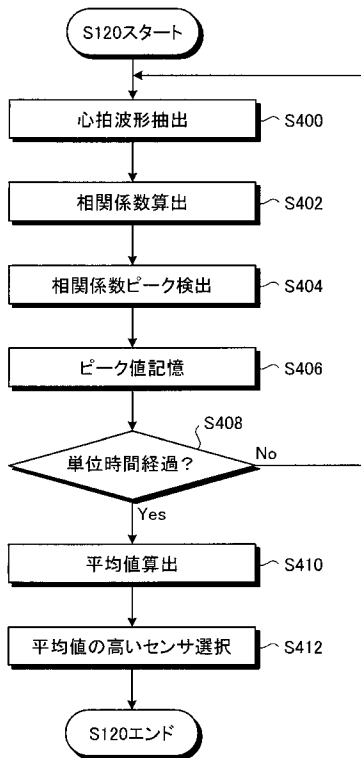 S120スタート
心拍波形抽出
S400
相関係数算出
S402
相関係数ピーク検出
S404
ピーク値記憶
S406
S408
単位時間経過?
No
Yes
平均値算出
S410
平均値の高いセンサ選択
S412
S120エンド